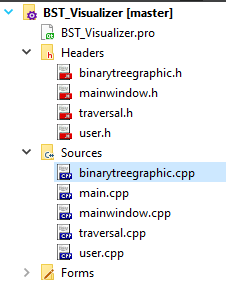 BST_Visualizer [master]
BST_Visualizer.pro
Headers
binarytreegraphic.h
mainwindow.h
traversal.h
user.h
Sources
binarytreegraphic.cpp
main.cpp
mainwindow.cpp
traversal.cpp
user.cpp
Forms